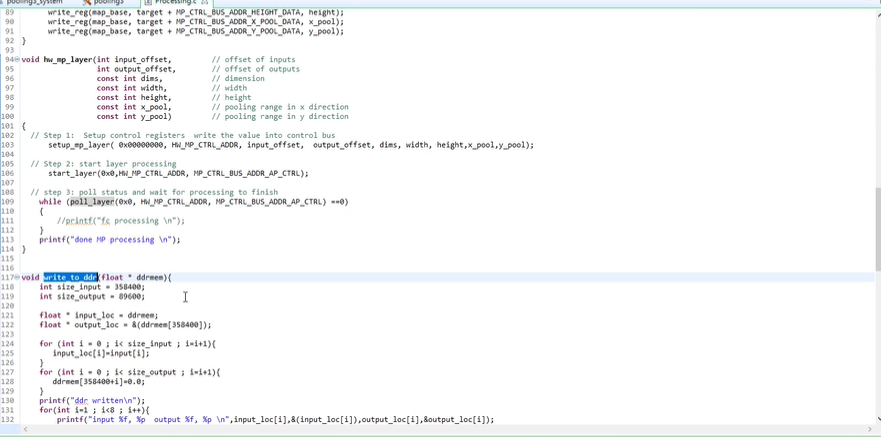 pooling3_system   pooling3   Processing.c
89      write_reg(map_base, target + MP_CTRL_BUS_ADDR_HEIGHT_DATA, height);
90      write_reg(map_base, target + MP_CTRL_BUS_ADDR_X_POOL_DATA, x_pool);
91      write_reg(map_base, target + MP_CTRL_BUS_ADDR_Y_POOL_DATA, y_pool);
92 }
93
94 void hw_mp_layer(int input_offset,         // offset of inputs
95                  int output_offset,        // offset of outputs
96                  const int dims,           // dimension
97                  const int width,          // width
98                  const int height,         // height
99                  const int x_pool,         // pooling range in x direction
100                 const int y_pool)         // pooling range in y direction
101 {
102   // Step 1:  Setup control registers  write the value into control bus
103     setup_mp_layer( 0x00000000, HW_MP_CTRL_ADDR, input_offset,  output_offset, dims, width, height,x_pool,y_pool);
104
105   // Step 2: start layer processing
106       start_layer(0x0,HW_MP_CTRL_ADDR, MP_CTRL_BUS_ADDR_AP_CTRL);
107
108   // step 3: poll status and wait for processing to finish
109     while (poll_layer(0x0, HW_MP_CTRL_ADDR, MP_CTRL_BUS_ADDR_AP_CTRL) ==0)
110     {
111         //printf("fc processing \n");
112     }
113     printf("done MP processing \n");
114 }
115
116
117 void write_to_ddr(float * ddrmem){
118     int size_input = 358400;
119     int size_output = 89600;
120
121     float * input_loc = ddrmem;
122     float * output_loc = &(ddrmem[358400]);
123
124     for (int i = 0 ; i< size_input ; i=i+1){
125        input_loc[i]=input[i];
126     }
127     for (int i = 0 ; i< size_output ; i=i+1){
128        ddrmem[358400+i]=0.0;
129     }
130     printf("ddr written\n");
131     for(int i=1 ; i<8 ; i++){
132         printf("input %f, %p  output %f, %p \n",input_loc[i],&(input_loc[i]),output_loc[i],&output_loc[i]);